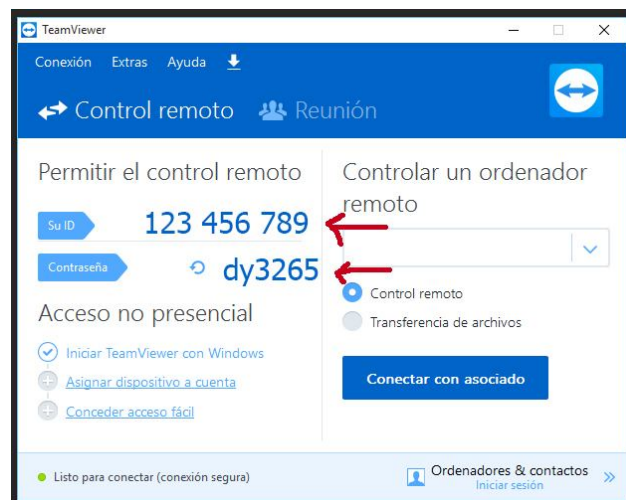 TeamViewer
Conexión Extras Ayuda
Control remoto Reunión
Permitir el control remoto
Su ID 123 456 789
Contraseña dy3265
Acceso no presencial
Iniciar TeamViewer con Windows
Asignar dispositivo a cuenta
Conceder acceso fácil
Controlar un ordenador
remoto
Control remoto
Transferencia de archivos
Conectar con asociado
Listo para conectar (conexión segura)
Ordenadores & contactos
Iniciar sesión